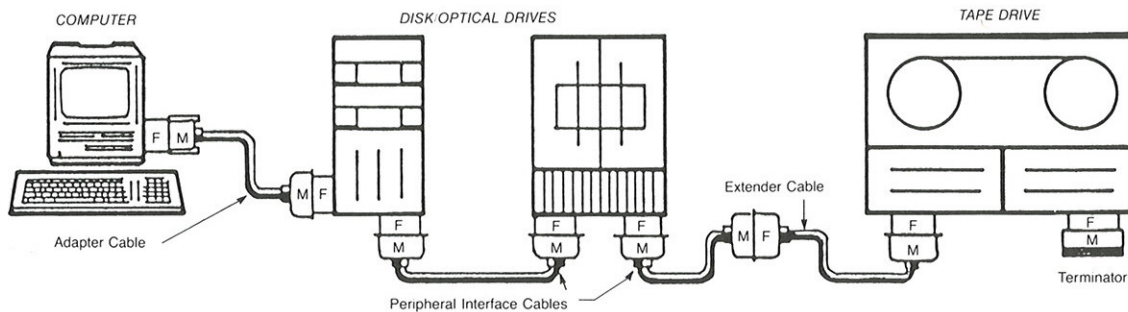 COMPUTER
DISK/OPTICAL DRIVES
TAPE DRIVE
F M
M F
F
M
F
M
F
M
M F
F
M
F
M
Adapter Cable
Peripheral Interface Cables
Extender Cable
Terminator